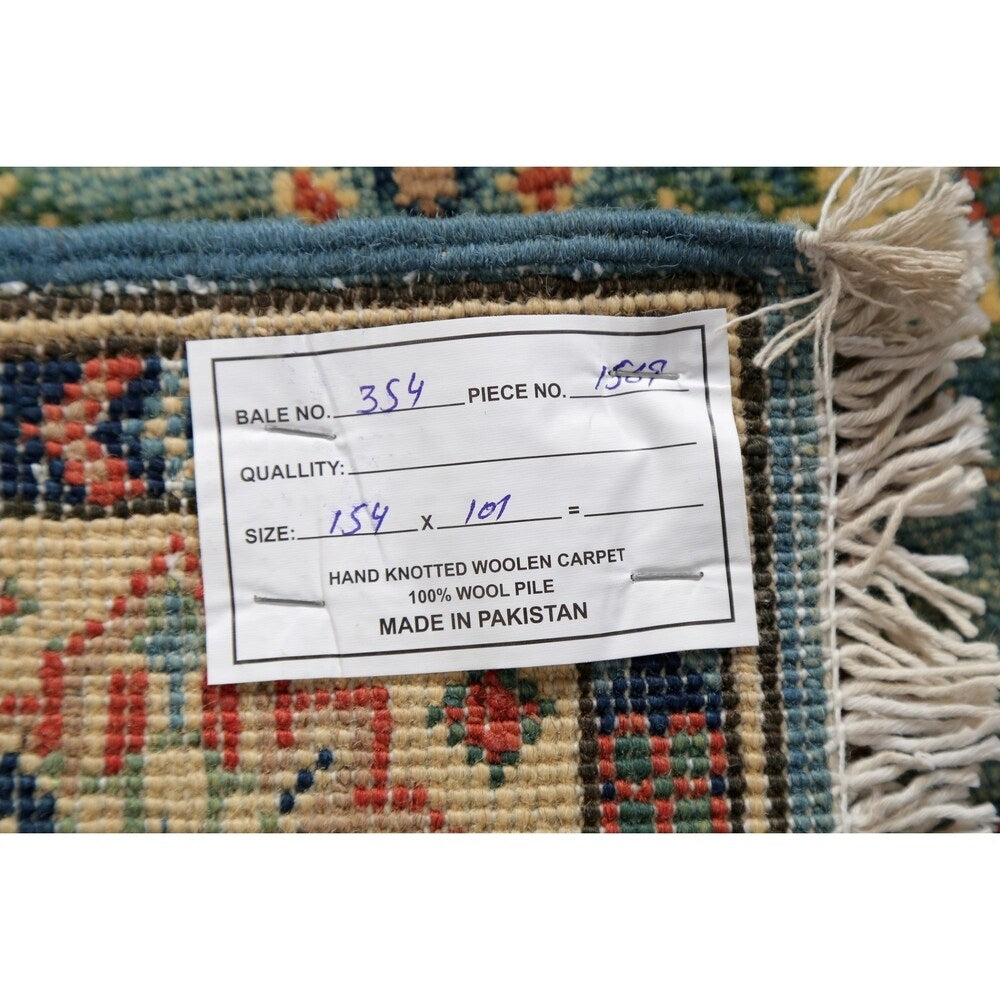 BALE NO. 354 PIECE NO.
QUALLITY:
SIZE: 154 X 101 =
HAND KNOTTED WOOLEN CARPET
100% WOOL PILE
MADE IN PAKISTAN